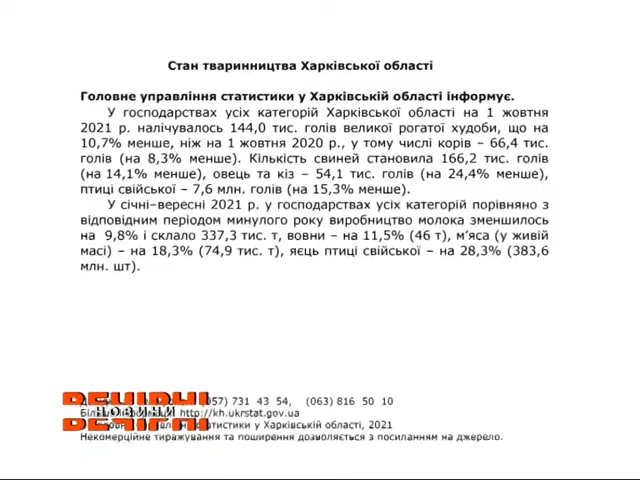 Стан тваринництва Харківської області
Головне управління статистики у Харківській області інформує.
У господарствах усіх категорій Харківської області на 1 жовтня
2021 р. налічувалось 144,0 тис. голів великої рогатої худоби, що на
10,7% менше, ніж на 1 жовтня 2020 р., у тому числі корів – 66,4 тис.
голів (на 8,3% менше). Кількість свиней становила 166,2 тис. голів
(на 14,1% менше), овець та кіз – 54,1 тис. голів (на 24,4% менше),
птиці свійської – 7,6 млн. голів (на 15,3% менше).
У січні–вересні 2021 р. у господарствах усіх категорій порівняно з
відповідним періодом минулого року виробництво молока зменшилось
на 9,8% і склало 337,3 тис. т, вовни – на 11,5% (46 т), м’яса (у живій
масі) – на 18,3% (74,9 тис. т), яєць птиці свійської – на 28,3% (383,6
млн. шт).
(057) 731 43 54, (063) 816 50 10
ВЕЧІРНІ
НОВИНИ
http://kh.ukrstat.gov.ua
статистики у Харківській області, 2021
Некомерційне тиражування та поширення дозволяється з посиланням на джерело.